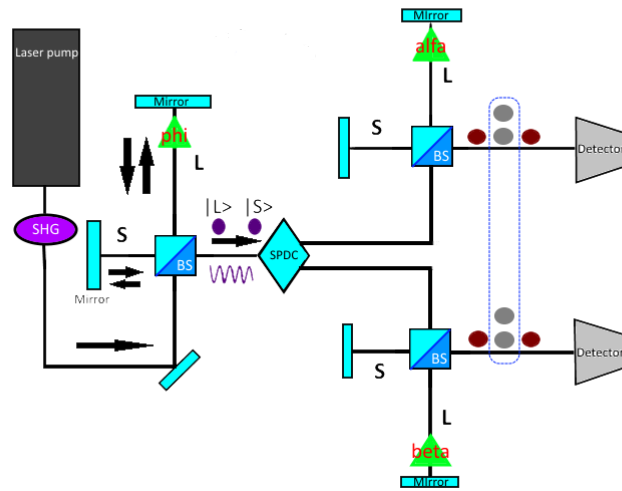 Mirror
Laser pump
alfa
L
Mirror
phi
S
BS
Detector
L
|L> |S>
SHG
S
BS
SPDC
Mirror
BS
Detector
S
L
beta
Mirror